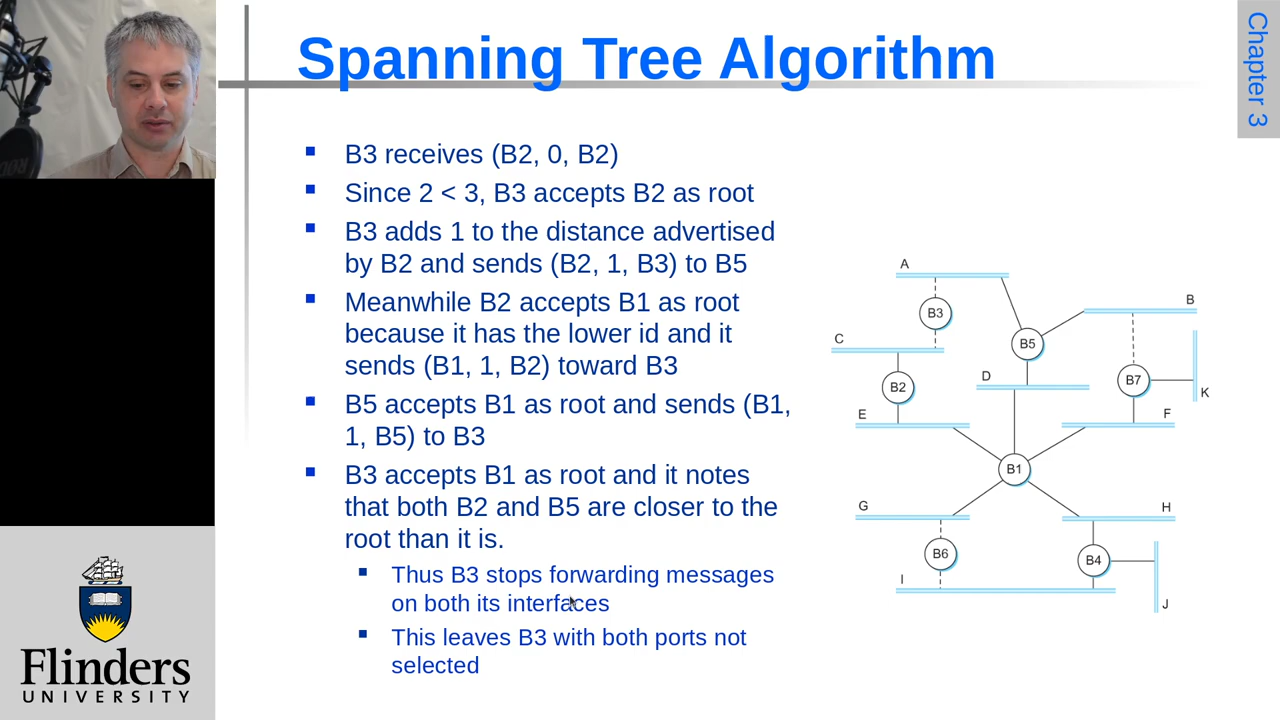 Spanning Tree Algorithm
Chapter 3
B3 receives (B2, 0, B2)
Since 2 < 3, B3 accepts B2 as root
B3 adds 1 to the distance advertised
by B2 and sends (B2, 1, B3) to B5
Meanwhile B2 accepts B1 as root
because it has the lower id and it
sends (B1, 1, B2) toward B3
B5 accepts B1 as root and sends (B1,
1, B5) to B3
B3 accepts B1 as root and it notes
that both B2 and B5 are closer to the
root than it is.
Thus B3 stops forwarding messages
on both its interfaces
This leaves B3 with both ports not
selected
A
B
B3
C
B5
D
B7
B2
K
E
F
B1
G
H
B6
B4
I
J
Flinders
UNIVERSITY